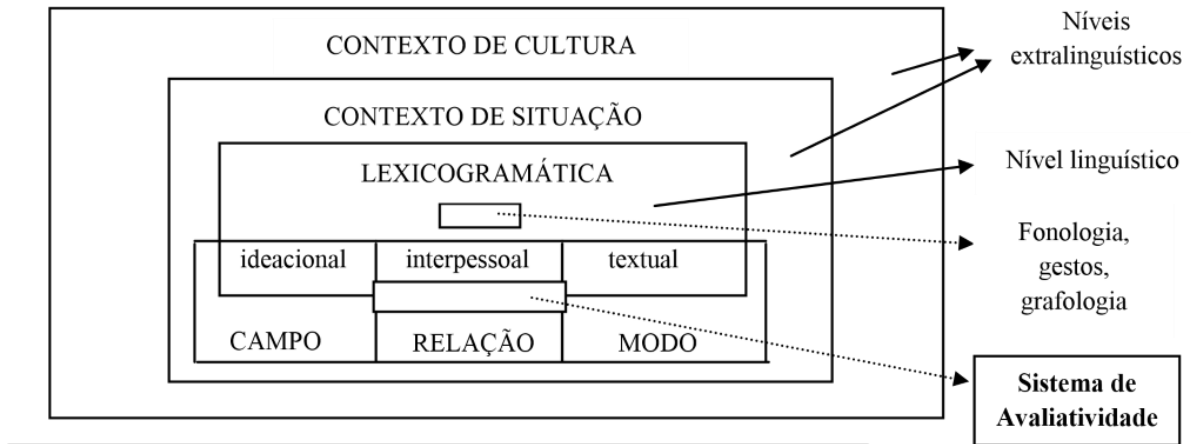 CONTEXTO DE CULTURA
CONTEXTO DE SITUAÇÃO
LEXICOGRAMÁTICA
ideacional interpessoal textual
CAMPO RELAÇÃO MODO
Níveis
extralinguísticos
Nível linguístico
Fonologia,
gestos,
grafologia
Sistema de
Avaliatividade